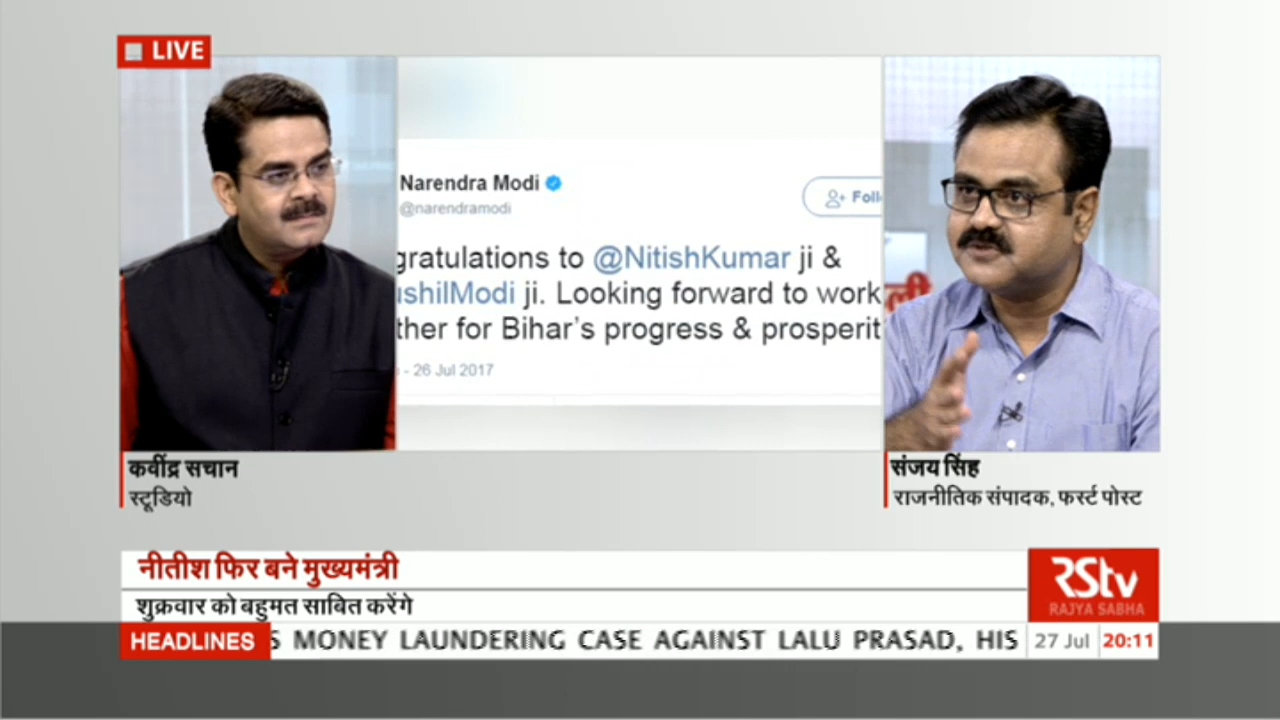 LIVE
Narendra Modi
@narendramodi
Foll
gratulations to @NitishKumar ji &
ushilModi ji. Looking forward to work
ther for Bihar's progress & prosperit
- 26 Jul 2017
कवींद्र सचान
स्टूडियो
संजय सिंह
राजनीतिक संपादक, फर्स्ट पोस्ट
नीतीश फिर बने मुख्यमंत्री
शुक्रवार को बहुमत साबित करेंगे
RStv
RAJYA SABHA
HEADLINES S MONEY LAUNDERING CASE AGAINST LALU PRASAD, HIS 27 Jul 20:11